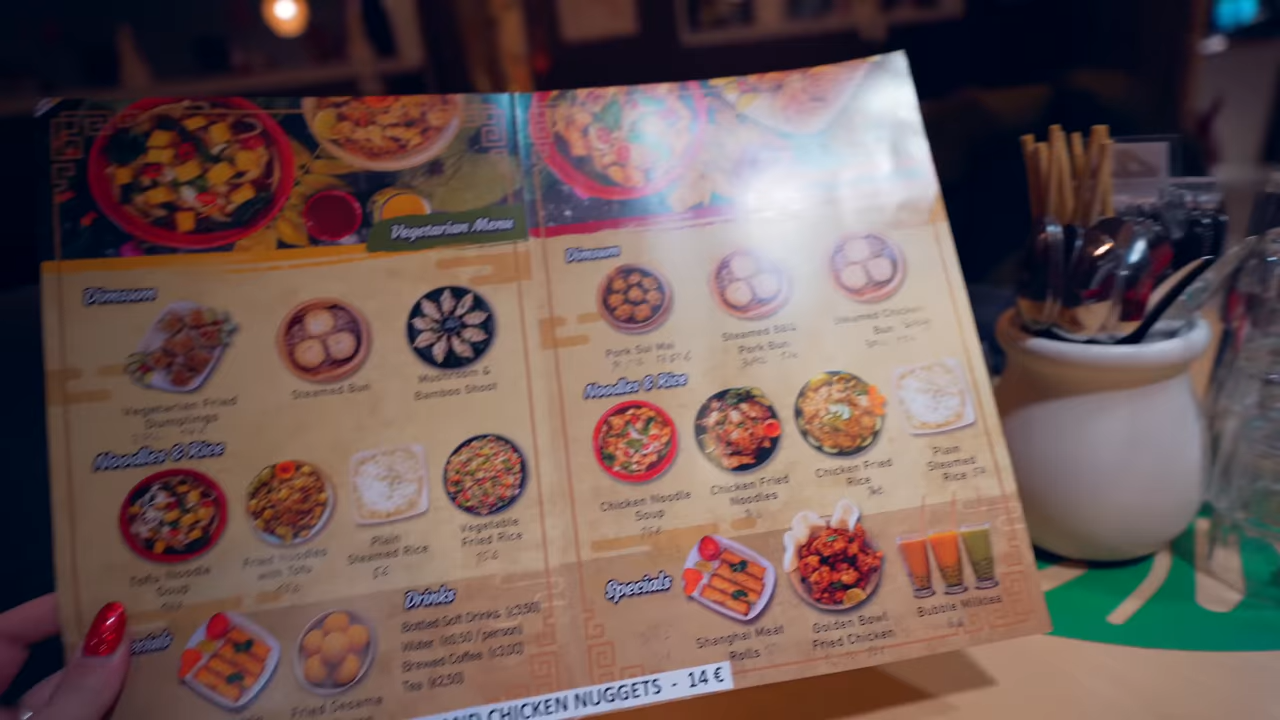 Vegetarian Menu
Dimsum
Vegetarian Fried
Dumplings
Steamed Bun
Mushroom &
Bamboo Shoot
Noodles & Rice
Tofu Noodle
Soup
Fried Noodles
with Tofu
Plain
Steamed Rice
Vegetable
Fried Rice
Fried Sesame
Drinks
Bottled Soft Drinks (€3,50)
Water (€0,50 / person)
Brewed Coffee (€3,00)
Tea (€2,50)
Dimsum
Pork Sui Mai
Steamed BBQ
Pork Bun
Steamed Chicken
Bun
Noodles & Rice
Chicken Noodle
Soup
Chicken Fried
Noodles
Chicken Fried
Rice
Plain
Steamed
Rice
Specials
Shanghai Meat
Rolls
Golden Bowl
Fried Chicken
Bubble Milktea
CHICKEN NUGGETS - 14 €